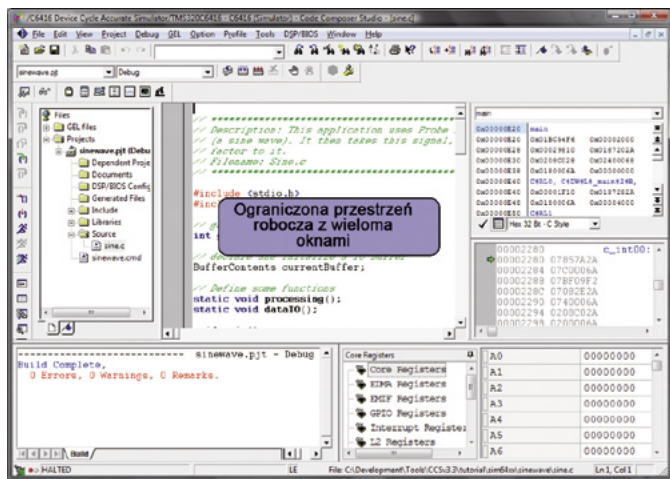 /C6416 Device Cycle Accurate Simulator/TMS320C6416 : C6416 (Simulator) : Code Composer Studio - [Sine.c]
File Edit View Project Debug GEL Option Profile Tools DSP/BIOS Window Help
sinewave.pjt Debug
Files
GEL files
Projects
sinewave.pjt (Debu
Dependent Proje
Documents
DSP/BIOS Config
Generated Files
Include
Libraries
Source
sine.c
sinewave.cmd
// Description: This application uses Probe
// (a sine wave). It then takes this signal,
// factor to it.
// Filename: Sine.c
#include <stdio.h>
#inc
int
BufferContents currentBuffer;
// Define some functions
static void processing();
static void dataIO();
Ograniczona przestrzeń
robocza z wieloma
oknami
main
Hex 32 Bit - C Style
00002280 c_int00:
00002280 07857A2A
00002284 07C0006A
00002288 07BF09F2
0000228C 07082E2A
00002290 0740006A
00002294 0208C02A
00002298 0200006A
sinewave.pjt - Debug
Build Complete,
0 Errors, 0 Warnings, 0 Remarks.
Build
Core Registers
Core Registers
EDMA Registers
EMIF Registers
GPIO Registers
Interrupt Register
L2 Registers
A0 00000000
A1 00000000
A2 00000000
A3 00000000
A4 00000000
A5 00000000
A6 00000000
HALTED
LE
File: C:\Development\Tools\CCSv3.3\tutorial\sim64xx\sinewave\sine.c
Ln 1, Col 1